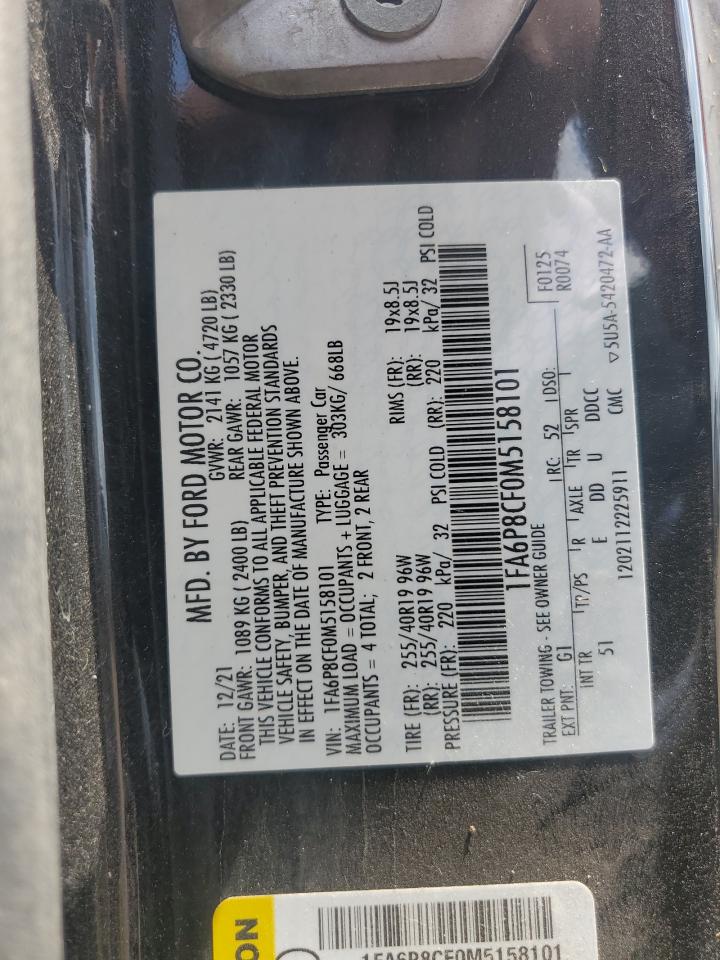 MFD. BY FORD MOTOR CO.
DATE: 12/21 GVWR: 2141 KG ( 4720 LB)
FRONT GAWR: 1089 KG ( 2400 LB) REAR GAWR: 1057 KG ( 2330 LB)
THIS VEHICLE CONFORMS TO ALL APPLICABLE FEDERAL MOTOR
VEHICLE SAFETY, BUMPER, AND THEFT PREVENTION STANDARDS
IN EFFECT ON THE DATE OF MANUFACTURE SHOWN ABOVE.
VIN: 1FA6P8CF0M5158101 TYPE: Passenger Car
MAXIMUM LOAD = OCCUPANTS + LUGGAGE = 303KG/ 668LB
OCCUPANTS = 4 TOTAL; 2 FRONT, 2 REAR
TIRE (FR): 255/40R19 96W RIMS (FR): 19x8.5J
(RR): 255/40R19 96W (RR): 19x8.5J
PRESSURE (FR): 220 kPa/ 32 PSI COLD (RR): 220 kPa/ 32 PSI COLD
1FA6P8CF0M5158101
TRAILER TOWING - SEE OWNER GUIDE
F0125
R0074
EXT PNT: G1 RC: 52 DSO:
INT TR TP/PS R AXLE TR SPR
51 E DD U DDCC
CMC
1202112225911
▽5U5A-5420472-AA
ON
1FA6P8CF0M5158101